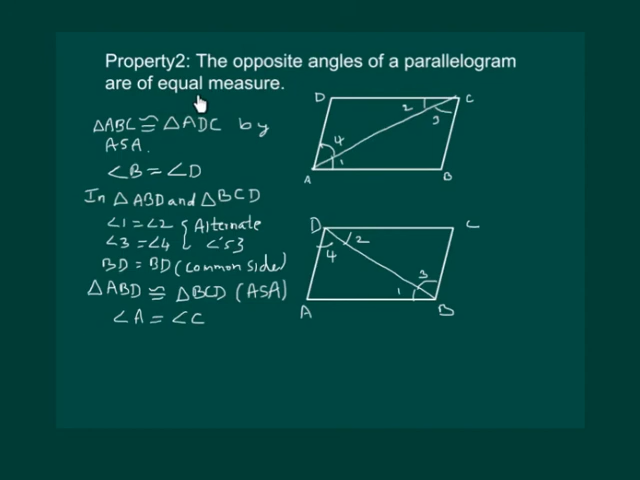 Property2: The opposite angles of a parallelogram
are of equal measure.
△ABC ≅ △ADC by
ASA.
∠B = ∠D
In △ ABD and △BCD
∠1 = ∠2 { Alternate
∠3 = ∠4 { ∠'s}
BD = BD (common sides)
△ABD ≅ △BCD (ASA)
∠A = ∠C
D 2 C
3
4
1
A B
D 2 C
4
3
1
A B